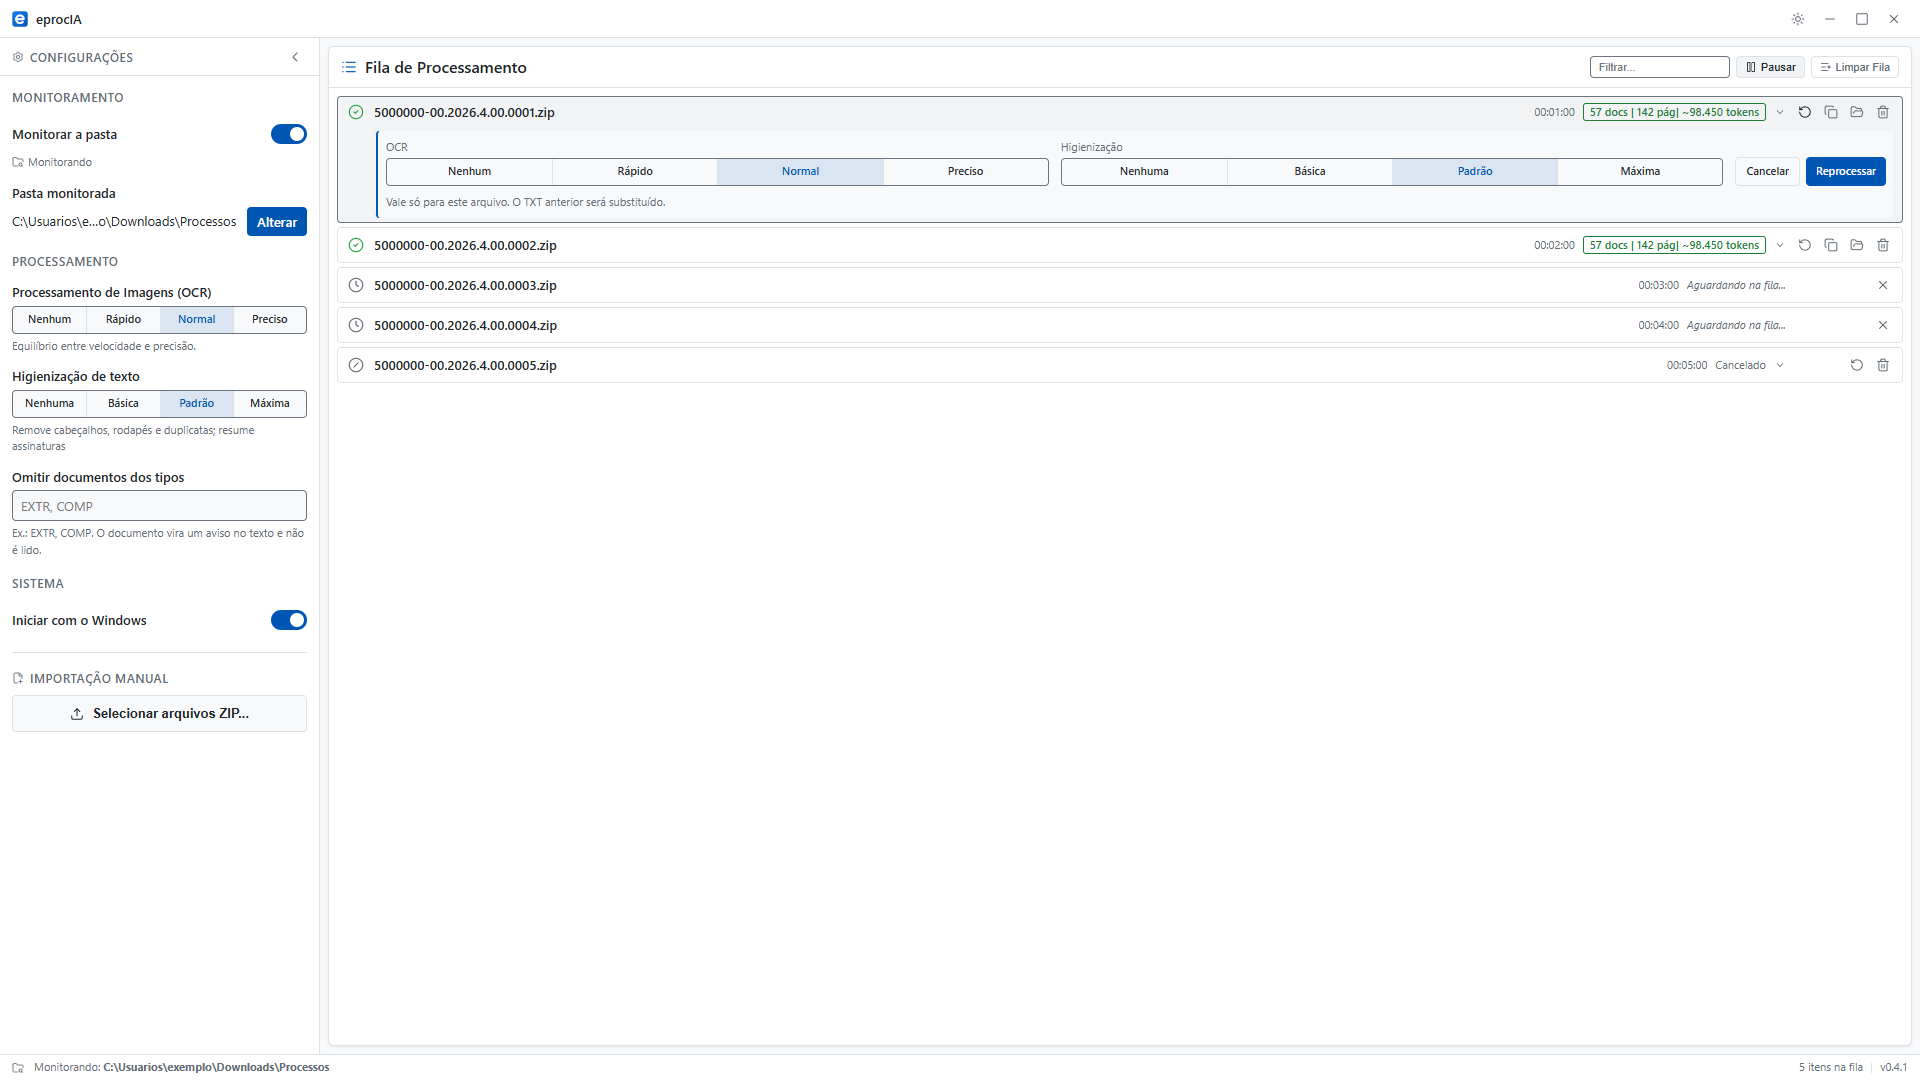 eprocIA
CONFIGURAÇÕES
MONITORAMENTO
Monitorar a pasta
Monitorando
Pasta monitorada
C:\Usuarios\e...o\Downloads\Processos
Alterar
PROCESSAMENTO
Processamento de Imagens (OCR)
Nenhum Rápido Normal Preciso
Equilíbrio entre velocidade e precisão.
Higienização de texto
Nenhuma Básica Padrão Máxima
Remove cabeçalhos, rodapés e duplicatas; resume
assinaturas
Omitir documentos dos tipos
EXTR, COMP
Ex.: EXTR, COMP. O documento vira um aviso no texto e não
é lido.
SISTEMA
Iniciar com o Windows
IMPORTAÇÃO MANUAL
Selecionar arquivos ZIP...
Fila de Processamento
Filtrar...
Pausar
Limpar Fila
5000000-00.2026.4.00.0001.zip 00:01:00 57 docs | 142 pág| ~98.450 tokens
OCR Higienização
Nenhum Rápido Normal Preciso Nenhuma Básica Padrão Máxima Cancelar Reprocessar
Vale só para este arquivo. O TXT anterior será substituído.
5000000-00.2026.4.00.0002.zip 00:02:00 57 docs | 142 pág| ~98.450 tokens
5000000-00.2026.4.00.0003.zip 00:03:00 Aguardando na fila...
5000000-00.2026.4.00.0004.zip 00:04:00 Aguardando na fila...
5000000-00.2026.4.00.0005.zip 00:05:00 Cancelado
Monitorando: C:\Usuarios\exemplo\Downloads\Processos
5 itens na fila v0.4.1